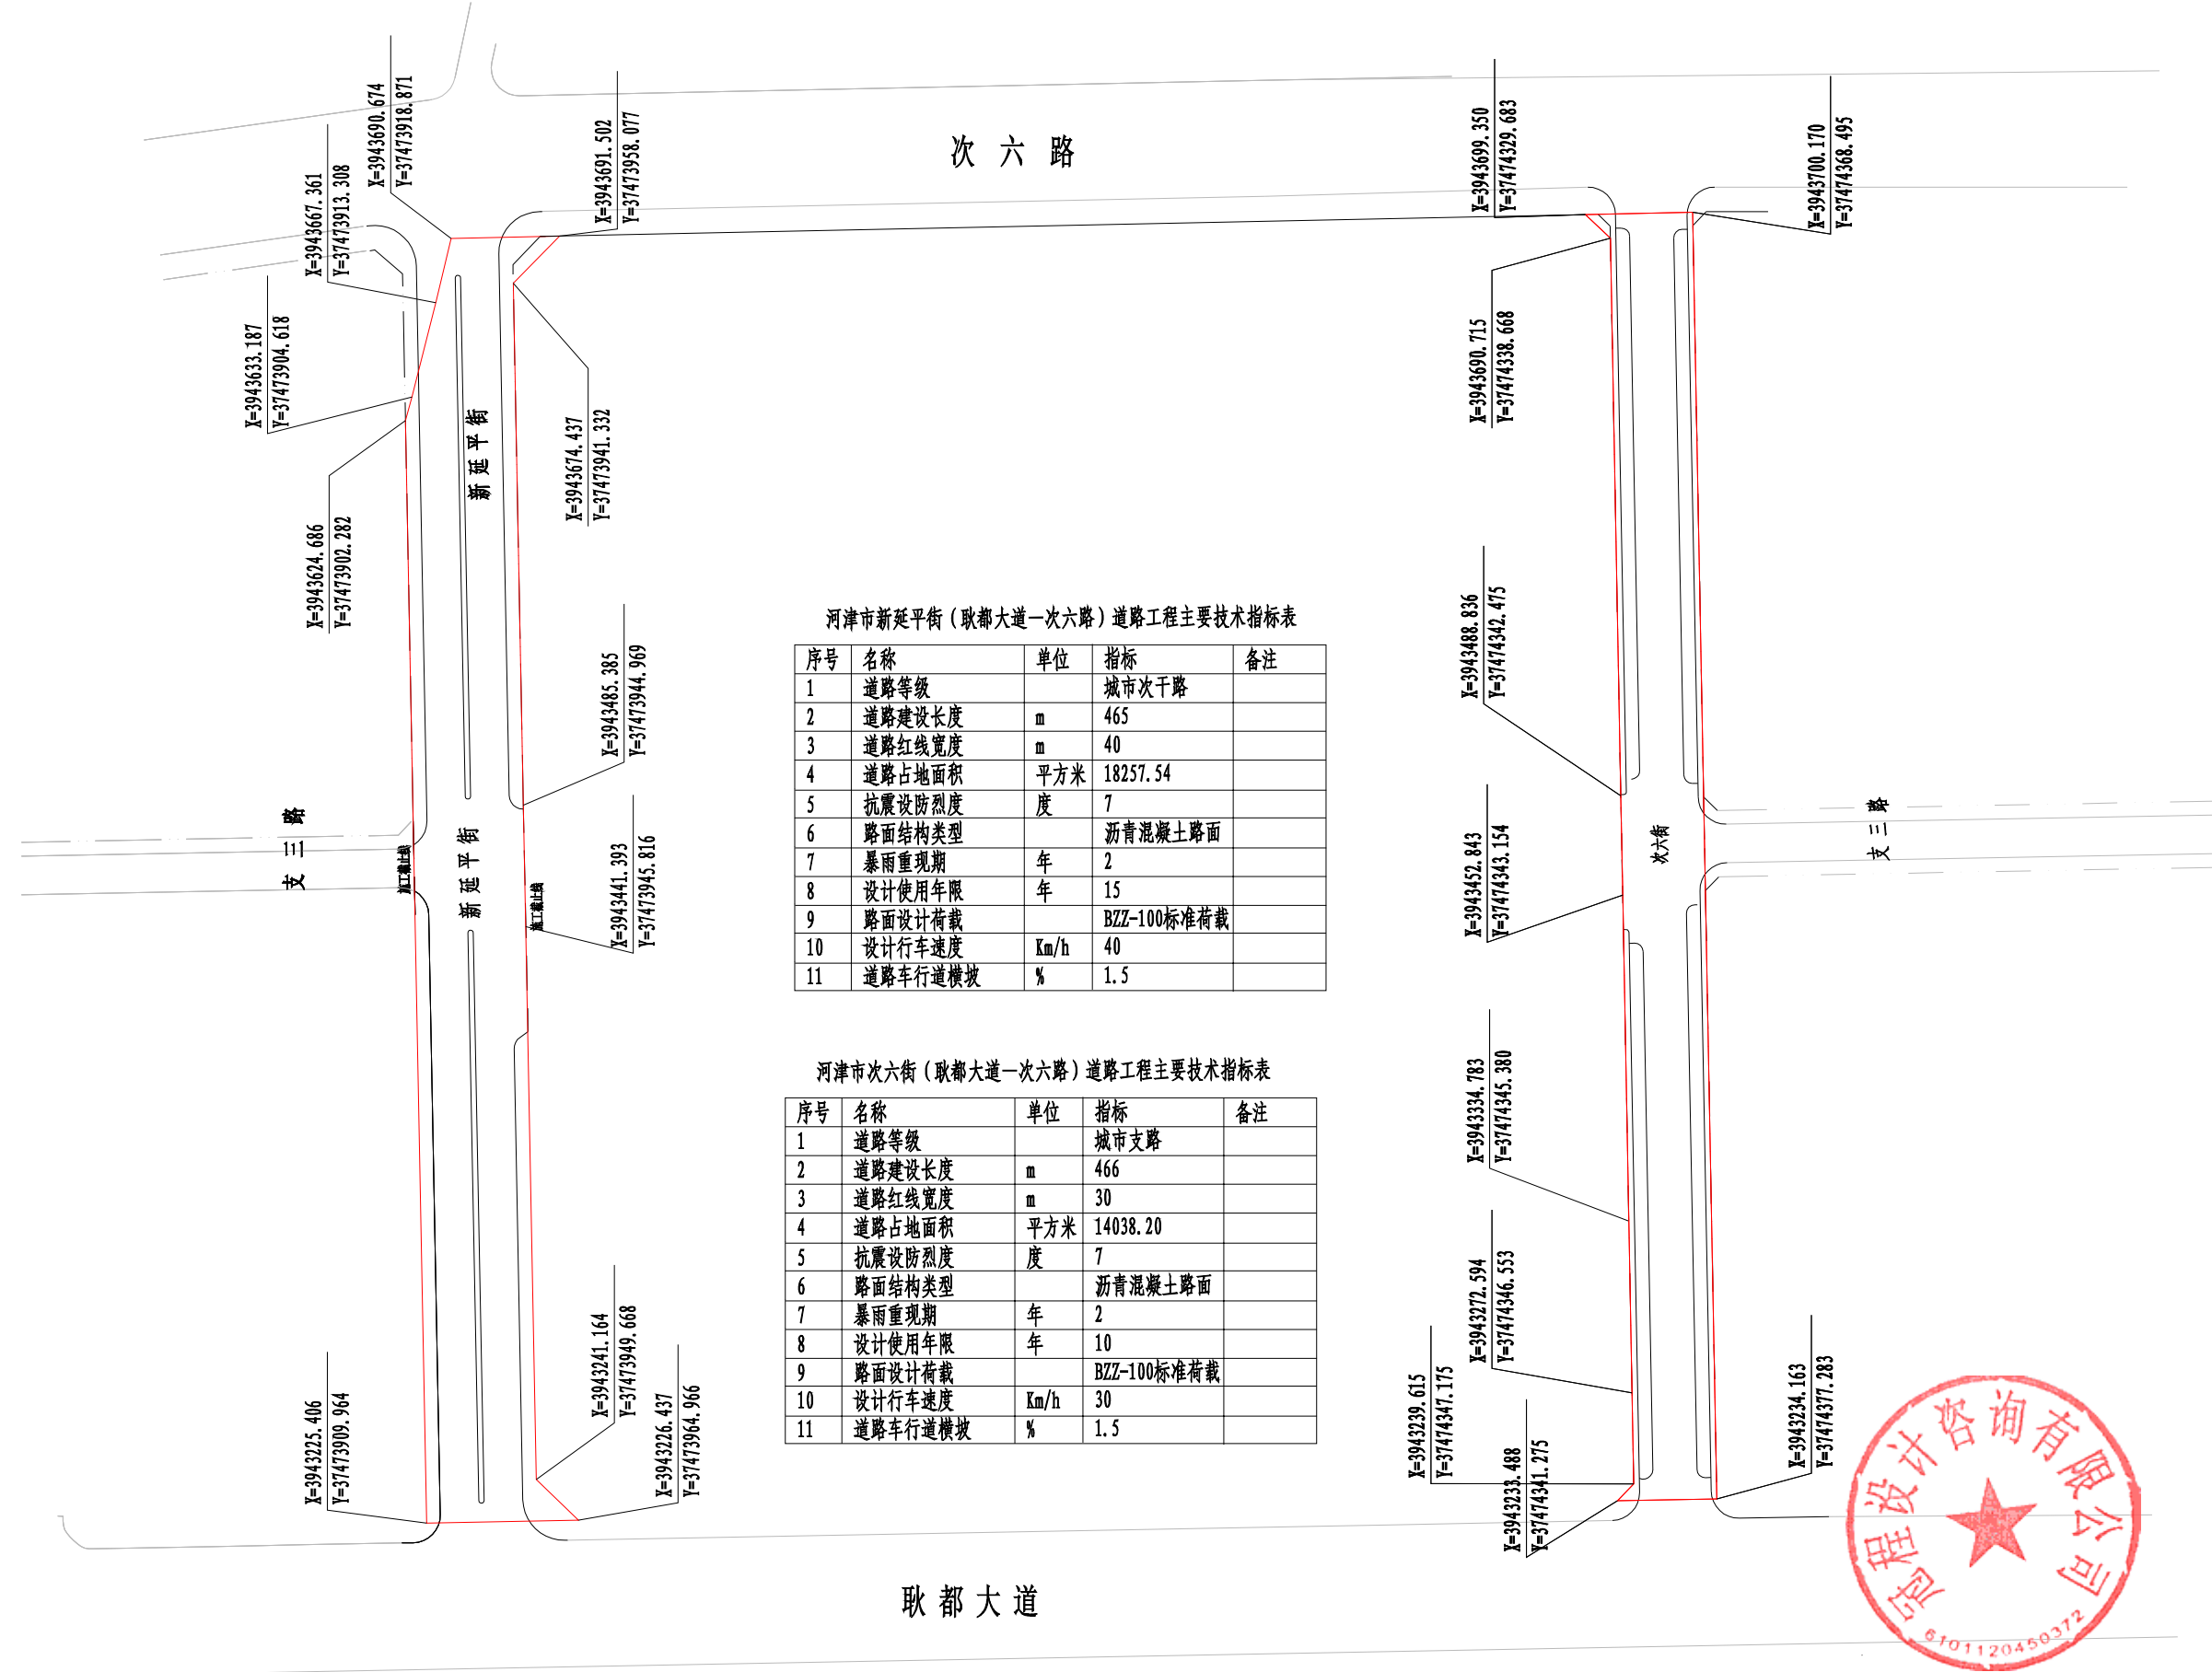 次六路
X=3943690.674
Y=37473918.871
X=3943667.361
Y=37473913.308
X=3943633.187
Y=37473904.618
X=3943624.686
Y=37473902.282
X=3943691.502
Y=37473958.077
X=3943674.437
Y=37473941.332
X=3943485.385
Y=37473944.969
X=3943441.393
Y=37473945.816
X=3943241.164
Y=37473949.668
X=3943226.437
Y=37473964.966
X=3943225.406
Y=37473909.964
新延平街
新延平街
支三路
施工截止线
施工截止线
河津市新延平街(耿都大道—次六路)道路工程主要技术指标表
序号 名称 单位 指标 备注
1 道路等级 城市次干路
2 道路建设长度 m 465
3 道路红线宽度 m 40
4 道路占地面积 平方米 18257.54
5 抗震设防烈度 度 7
6 路面结构类型 沥青混凝土路面
7 暴雨重现期 年 2
8 设计使用年限 年 15
9 路面设计荷载 BZZ-100标准荷载
10 设计行车速度 Km/h 40
11 道路车行道横坡 % 1.5
河津市次六街(耿都大道—次六路)道路工程主要技术指标表
序号 名称 单位 指标 备注
1 道路等级 城市支路
2 道路建设长度 m 466
3 道路红线宽度 m 30
4 道路占地面积 平方米 14038.20
5 抗震设防烈度 度 7
6 路面结构类型 沥青混凝土路面
7 暴雨重现期 年 2
8 设计使用年限 年 10
9 路面设计荷载 BZZ-100标准荷载
10 设计行车速度 Km/h 30
11 道路车行道横坡 % 1.5
X=3943699.350
Y=37474329.683
X=3943700.170
Y=37474368.495
X=3943690.715
Y=37474338.668
X=3943488.836
Y=37474342.475
X=3943452.843
Y=37474343.154
X=3943334.783
Y=37474345.380
X=3943272.594
Y=37474346.553
X=3943239.615
Y=37474347.175
X=3943233.488
Y=37474341.275
X=3943234.163
Y=37474377.283
次六街
支三路
耿都大道
冠程设计咨询有限公司
6101120450372